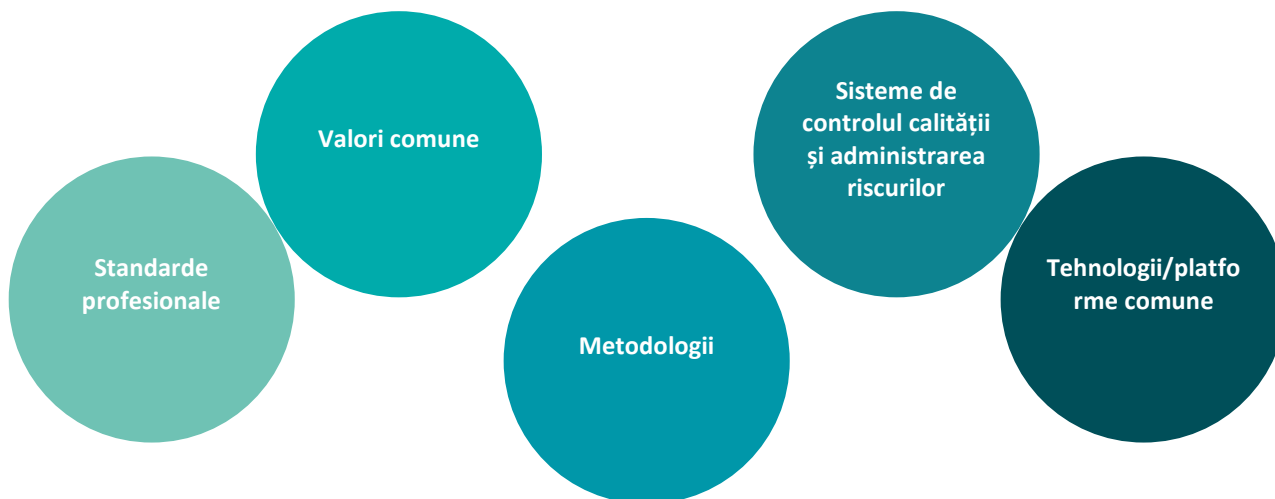 Standarde
profesionale
Valori comune
Metodologii
Sisteme de
controlul calității
și administrarea
riscurilor
Tehnologii/platfo
rme comune